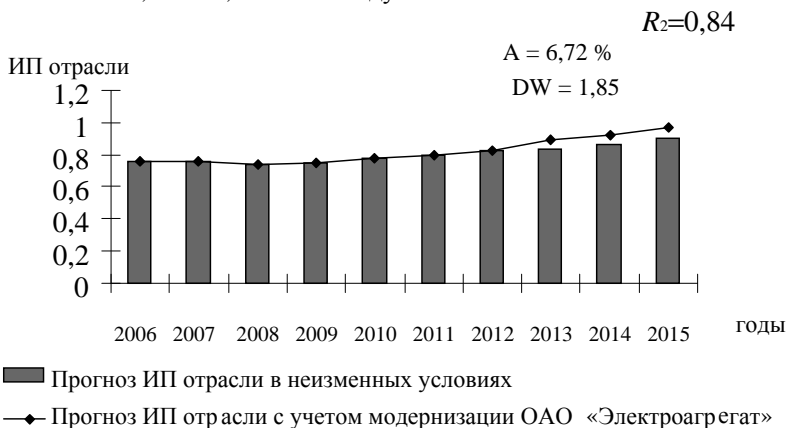 R2=0,84
A = 6,72 %
DW = 1,85
ИП отрасли
1,2
1
0,8
0,6
0,4
0,2
0
2006 2007 2008 2009 2010 2011 2012 2013 2014 2015
годы
Прогноз ИП отрасли в неизменных условиях
Прогноз ИП отрасли с учетом модернизации ОАО «Электроагрегат»